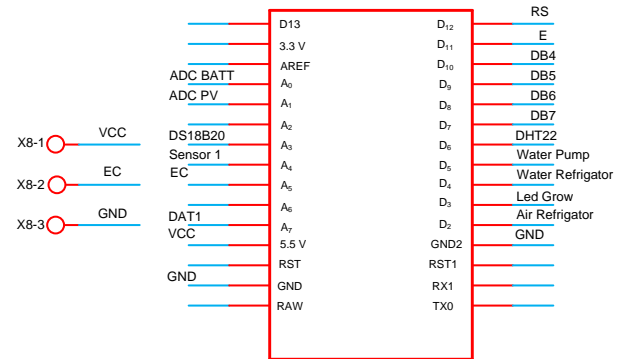 RS
D13 D12
E
3.3 V D11
DB4
AREF D10
ADC BATT DB5
A0 D9
ADC PV DB6
A1 D8
DB7
A2 D7
X8-1 VCC DS18B20 DHT22
A3 D6
Sensor 1 Water Pump
A4 D5
X8-2 EC EC Water Refrigator
A5 D4
Led Grow
A6 D3
X8-3 GND DAT1 Air Refrigator
A7 D2
VCC GND
5.5 V GND2
RST RST1
GND
GND RX1
RAW TX0